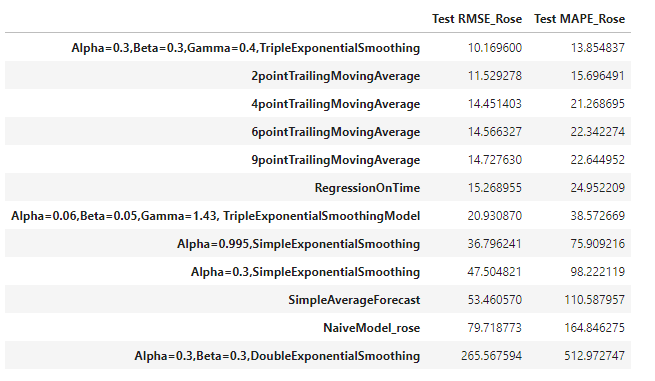 Test RMSE_Rose Test MAPE_Rose
Alpha=0.3,Beta=0.3,Gamma=0.4,TripleExponentialSmoothing 10.169600 13.854837
2pointTrailingMovingAverage 11.529278 15.696491
4pointTrailingMovingAverage 14.451403 21.268695
6pointTrailingMovingAverage 14.566327 22.342274
9pointTrailingMovingAverage 14.727630 22.644952
RegressionOnTime 15.268955 24.952209
Alpha=0.06,Beta=0.05,Gamma=1.43, TripleExponentialSmoothingModel 20.930870 38.572669
Alpha=0.995,SimpleExponentialSmoothing 36.796241 75.909216
Alpha=0.3,SimpleExponentialSmoothing 47.504821 98.222119
SimpleAverageForecast 53.460570 110.587957
NaiveModel_rose 79.718773 164.846275
Alpha=0.3,Beta=0.3,DoubleExponentialSmoothing 265.567594 512.972747